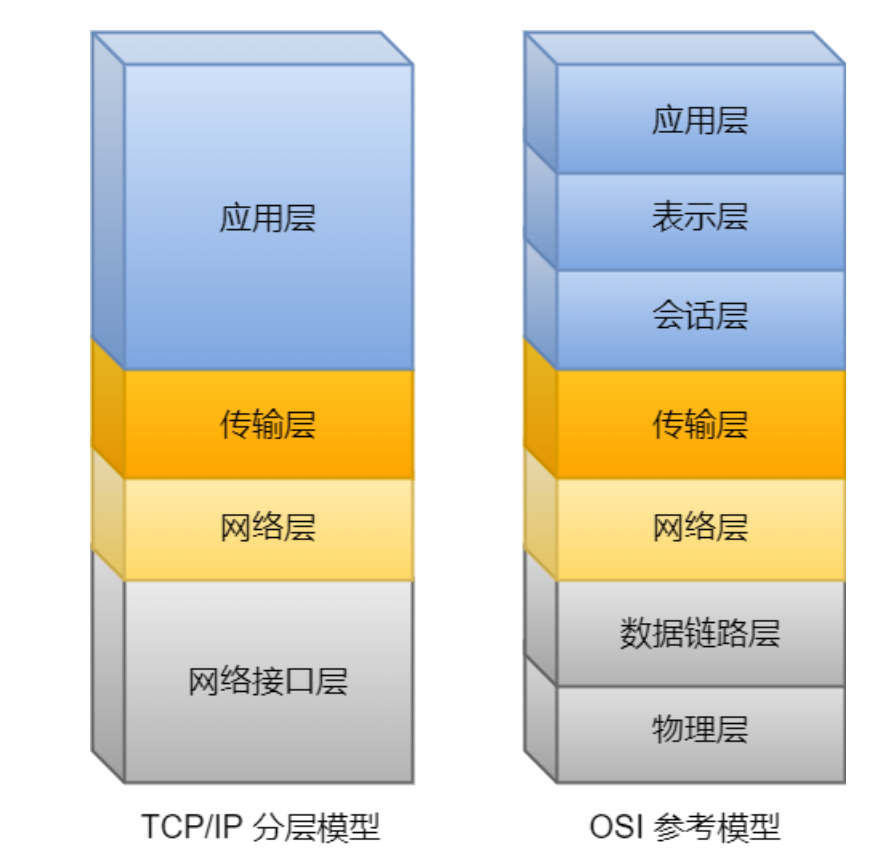 应用层
传输层
网络层
网络接口层
TCP/IP 分层模型
应用层
表示层
会话层
传输层
网络层
数据链路层
物理层
OSI 参考模型